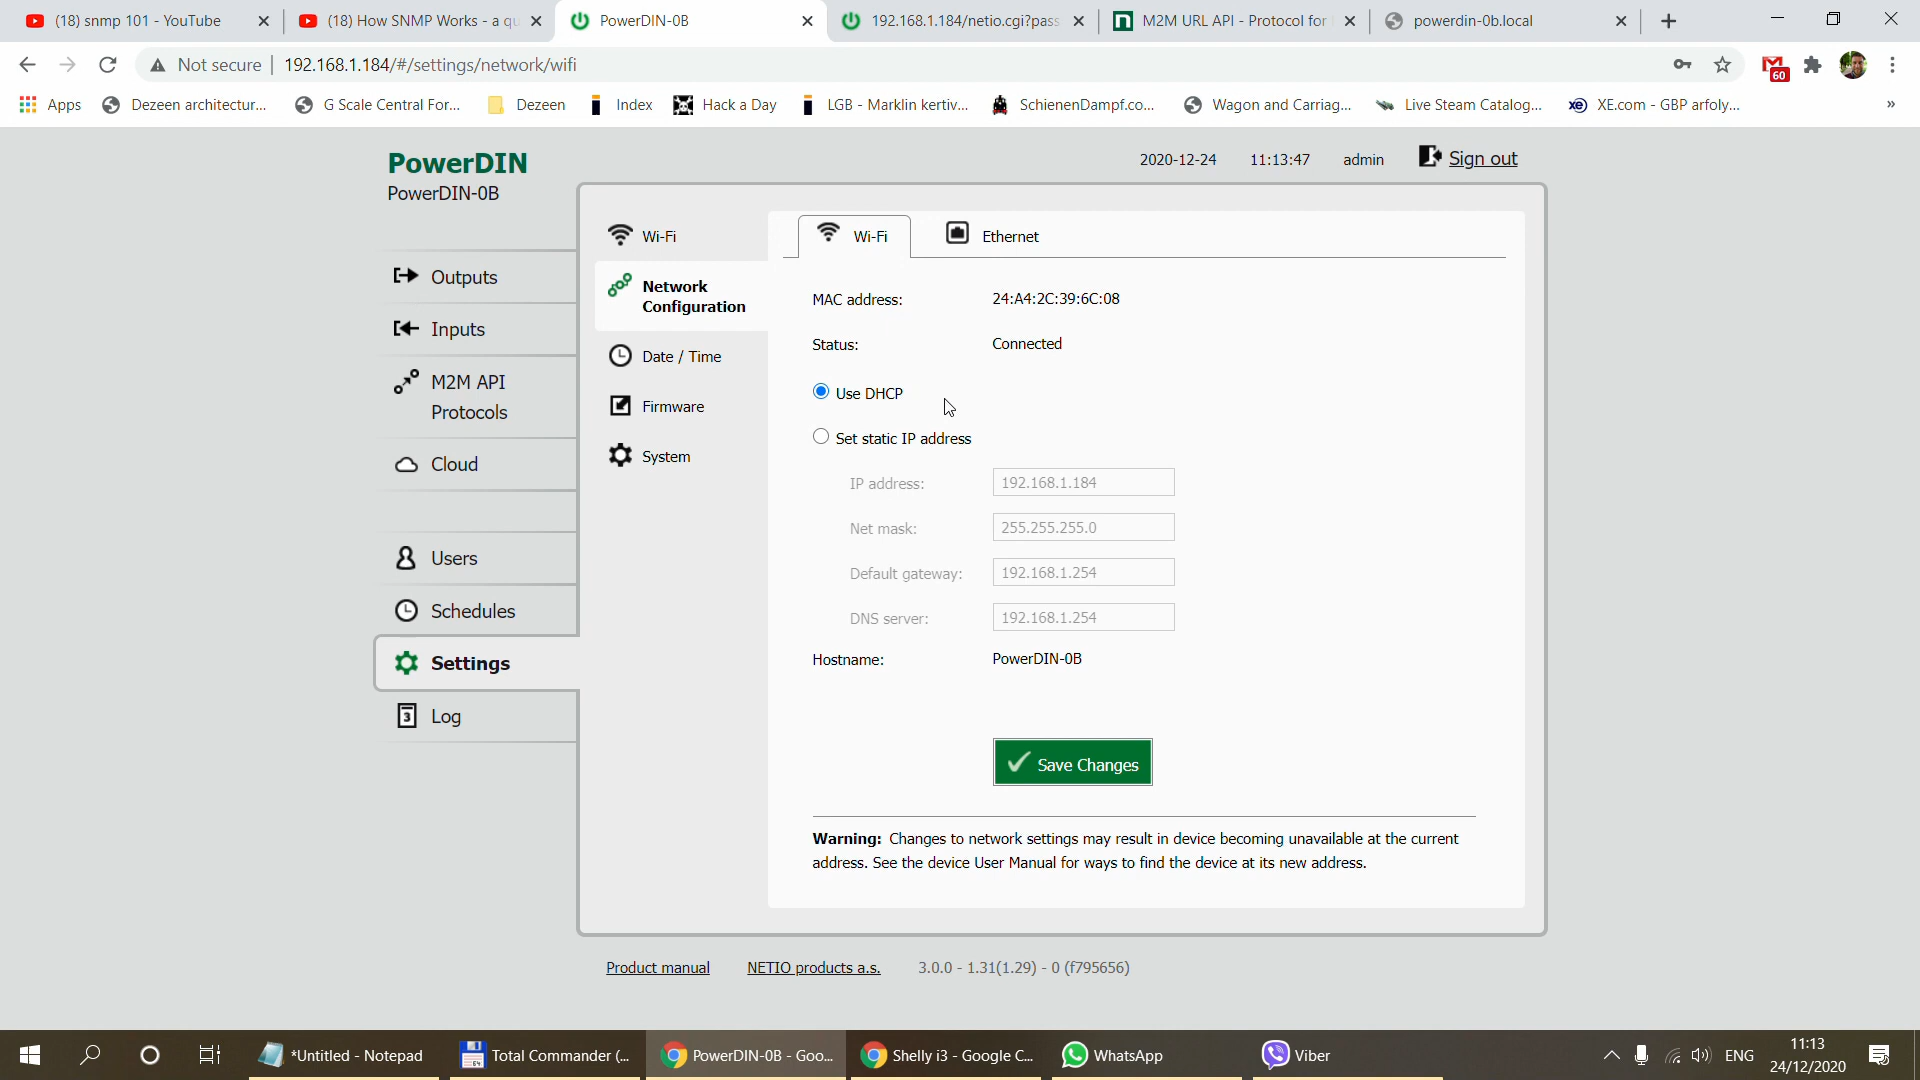 (18) snmp 101 - YouTube
(18) How SNMP Works - a qu
PowerDIN-0B
192.168.1.184/netio.cgi?pass
M2M URL API - Protocol for
powerdin-0b.local
Not secure
192.168.1.184/#/settings/network/wifi
60
Apps
Dezeen architectur...
G Scale Central For...
Dezeen
Index
Hack a Day
LGB - Marklin kertiv...
SchienenDampf.co...
Wagon and Carriag...
Live Steam Catalog...
XE.com - GBP arfoly...
»
PowerDIN
PowerDIN-0B
2020-12-24
11:13:47
admin
Sign out
Outputs
Inputs
M2M API
Protocols
Cloud
Users
Schedules
Settings
Log
Wi-Fi
Network
Configuration
Date / Time
Firmware
System
Wi-Fi
Ethernet
MAC address: 24:A4:2C:39:6C:08
Status: Connected
Use DHCP
Set static IP address
IP address: 192.168.1.184
Net mask: 255.255.255.0
Default gateway: 192.168.1.254
DNS server: 192.168.1.254
Hostname: PowerDIN-0B
Save Changes
Warning: Changes to network settings may result in device becoming unavailable at the current
address. See the device User Manual for ways to find the device at its new address.
Product manual
NETIO products a.s.
3.0.0 - 1.31(1.29) - 0 (f795656)
*Untitled - Notepad
Total Commander (...
PowerDIN-0B - Goo...
Shelly i3 - Google C...
WhatsApp
Viber
ENG
11:13
24/12/2020